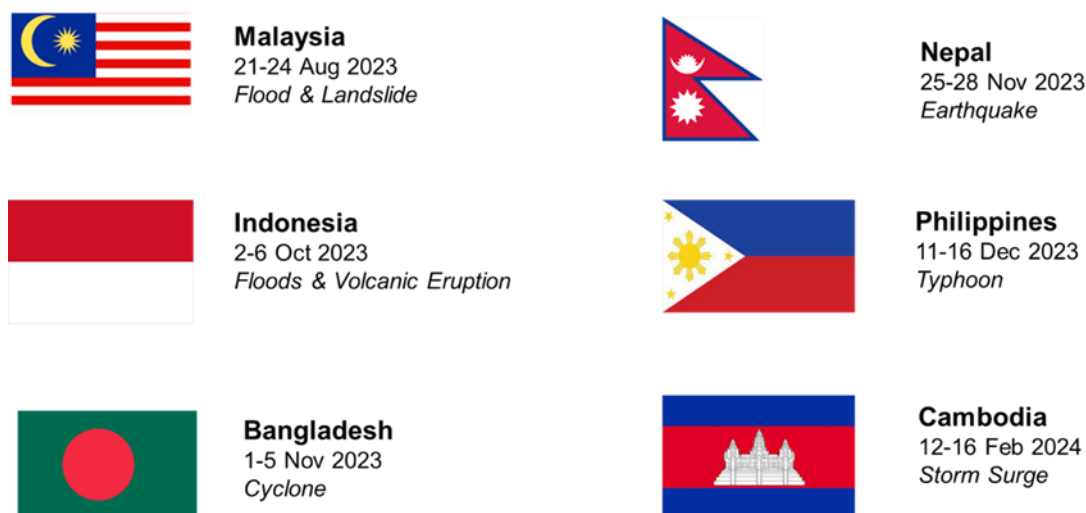 Malaysia
21-24 Aug 2023
Flood & Landslide
Indonesia
2-6 Oct 2023
Floods & Volcanic Eruption
Bangladesh
1-5 Nov 2023
Cyclone
Nepal
25-28 Nov 2023
Earthquake
Philippines
11-16 Dec 2023
Typhoon
Cambodia
12-16 Feb 2024
Storm Surge